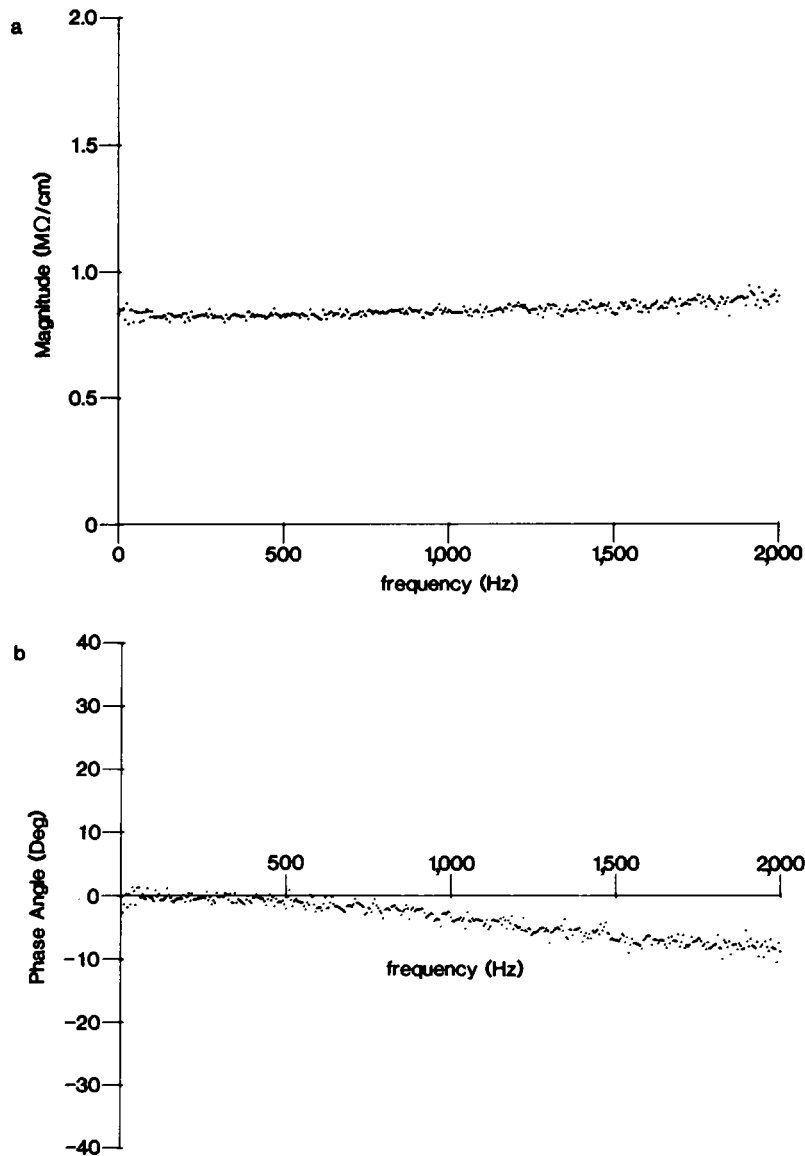 a
2.0
1.5
1.0
0.5
0
Magnitude (MΩ/cm)
0 500 1,000 1,500 2,000
frequency (Hz)
b
40
30
20
10
0
-10
-20
-30
-40
Phase Angle (Deg)
500 1,000 1,500 2,000
frequency (Hz)